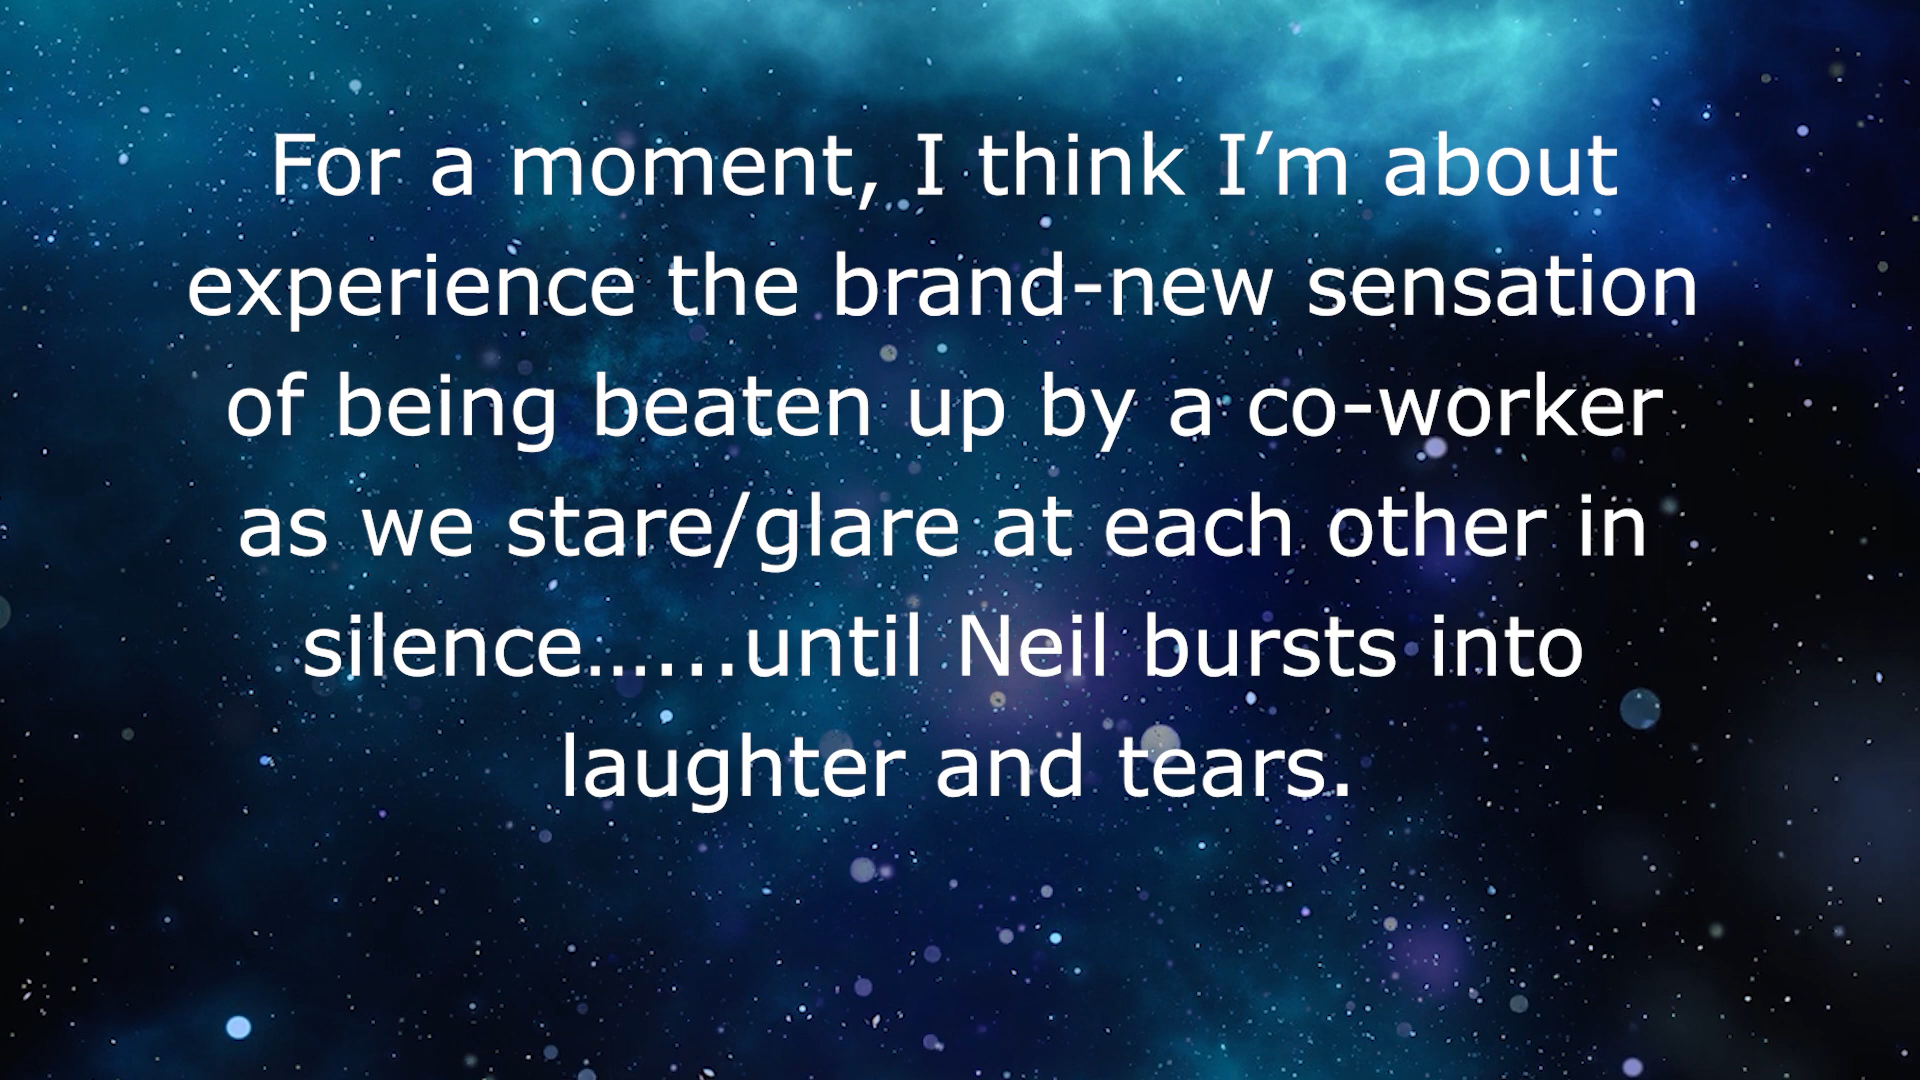 For a moment, I think I’m about
experience the brand-new sensation
of being beaten up by a co-worker
as we stare/glare at each other in
silence…...until Neil bursts into
laughter and tears.